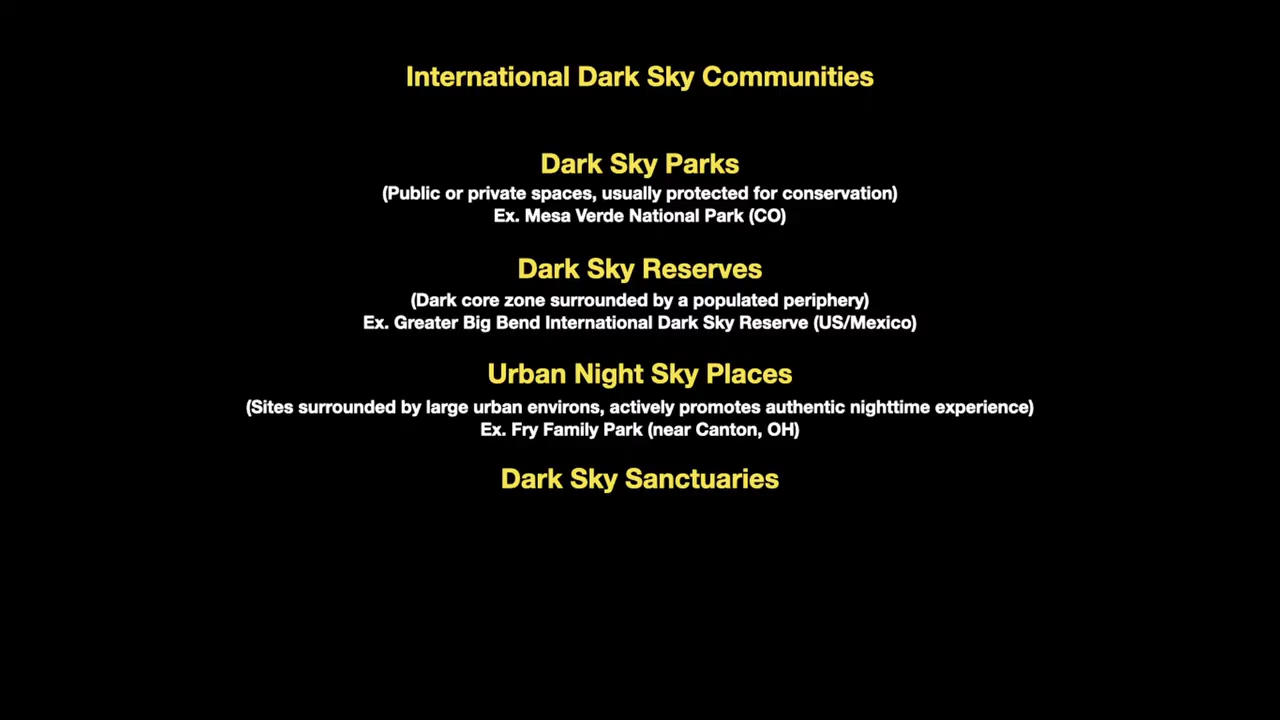 International Dark Sky Communities
Dark Sky Parks
(Public or private spaces, usually protected for conservation)
Ex. Mesa Verde National Park (CO)
Dark Sky Reserves
(Dark core zone surrounded by a populated periphery)
Ex. Greater Big Bend International Dark Sky Reserve (US/Mexico)
Urban Night Sky Places
(Sites surrounded by large urban environs, actively promotes authentic nighttime experience)
Ex. Fry Family Park (near Canton, OH)
Dark Sky Sanctuaries